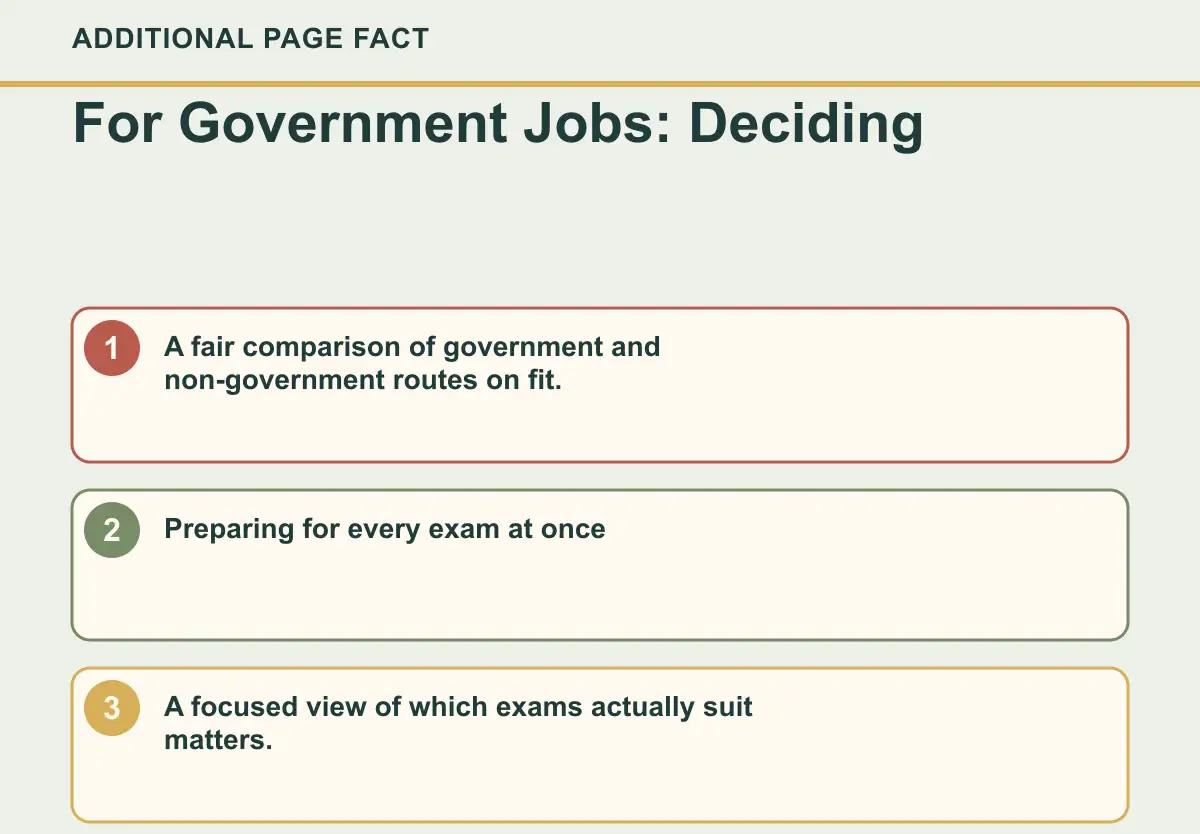 ADDITIONAL PAGE FACT
For Government Jobs: Deciding
1
A fair comparison of government and
non-government routes on fit.
2
Preparing for every exam at once
3
A focused view of which exams actually suit
matters.